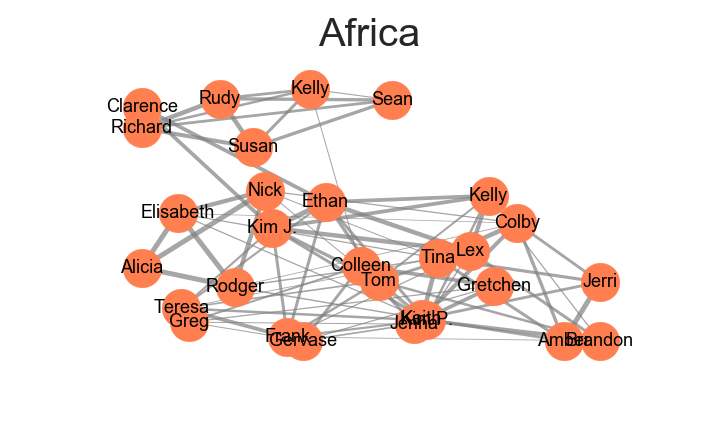 Africa
Kelly
Rudy
Sean
Clarence
Richard
Susan
Nick
Kelly
Ethan
Elisabeth
Colby
Kim J.
Lex
Tina
Colleen
Alicia
Tom
Jerri
Gretchen
Rodger
Teresa
Greg
Keith
Jenna
Frank
Gervase
Amber
Brandon